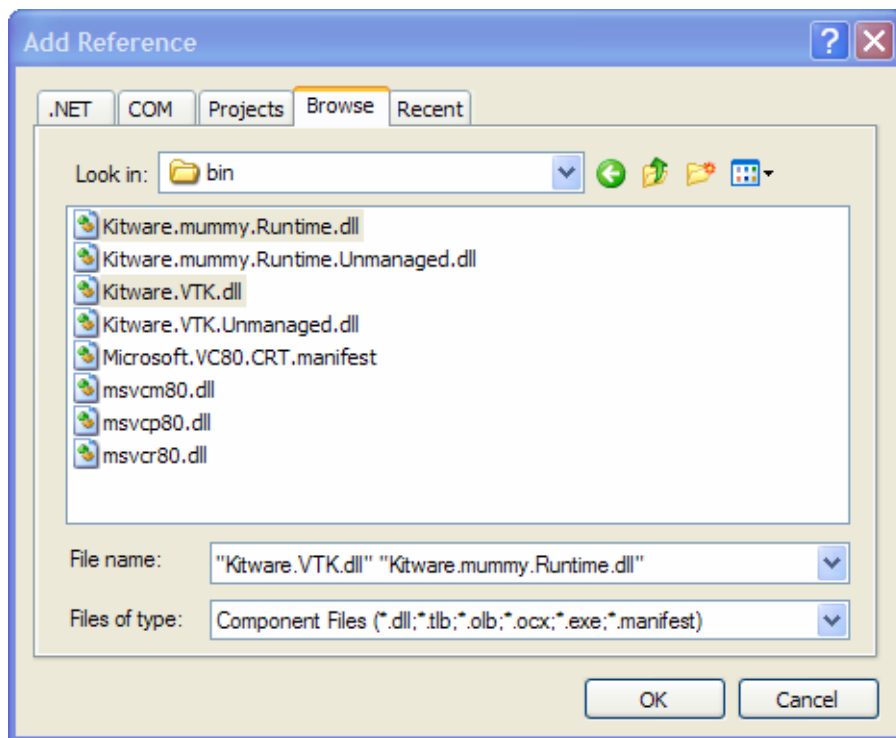 Add Reference
.NET COM Projects Browse Recent
Look in: bin
Kitware.mummy.Runtime.dll
Kitware.mummy.Runtime.Unmanaged.dll
Kitware.VTK.dll
Kitware.VTK.Unmanaged.dll
Microsoft.VC80.CRT.manifest
msvcm80.dll
msvcp80.dll
msvcr80.dll
File name: "Kitware.VTK.dll" "Kitware.mummy.Runtime.dll"
Files of type: Component Files (*.dll;*.tlb;*.olb;*.ocx;*.exe;*.manifest)
OK Cancel